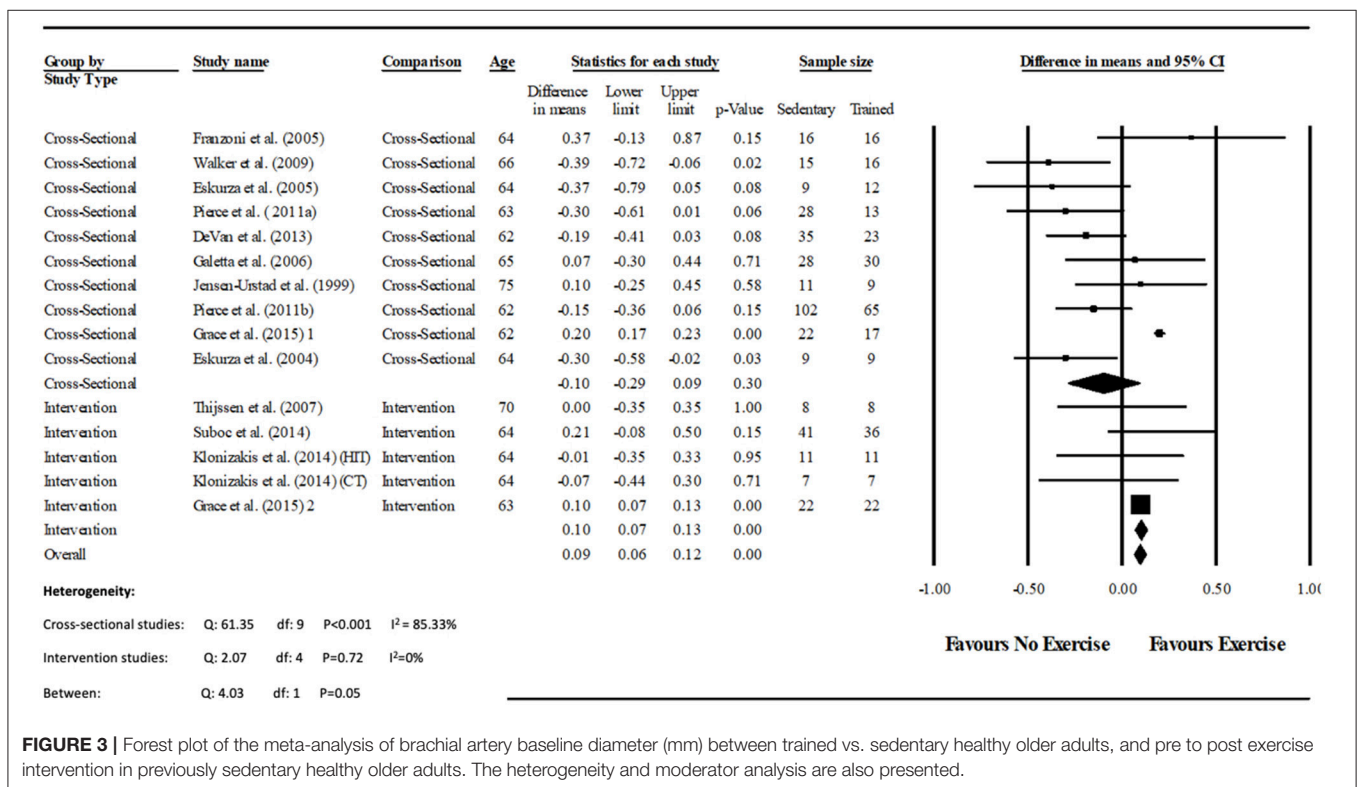 Group by Study name Comparison Age Statistics for each study Sample size Difference in means and 95% CI
Study Type
Difference Lower Upper
in means limit limit p-Value Sedentary Trained
Cross-Sectional Franzoni et al. (2005) Cross-Sectional 64 0.37 -0.13 0.87 0.15 16 16
Cross-Sectional Walker et al. (2009) Cross-Sectional 66 -0.39 -0.72 -0.06 0.02 15 16
Cross-Sectional Eskurza et al. (2005) Cross-Sectional 64 -0.37 -0.79 0.05 0.08 9 12
Cross-Sectional Pierce et al. ( 2011a) Cross-Sectional 63 -0.30 -0.61 0.01 0.06 28 13
Cross-Sectional DeVan et al. (2013) Cross-Sectional 62 -0.19 -0.41 0.03 0.08 35 23
Cross-Sectional Galetta et al. (2006) Cross-Sectional 65 0.07 -0.30 0.44 0.71 28 30
Cross-Sectional Jensen-Urstad et al. (1999) Cross-Sectional 75 0.10 -0.25 0.45 0.58 11 9
Cross-Sectional Pierce et al. (2011b) Cross-Sectional 62 -0.15 -0.36 0.06 0.15 102 65
Cross-Sectional Grace et al. (2015) 1 Cross-Sectional 62 0.20 0.17 0.23 0.00 22 17
Cross-Sectional Eskurza et al. (2004) Cross-Sectional 64 -0.30 -0.58 -0.02 0.03 9 9
Cross-Sectional -0.10 -0.29 0.09 0.30
Intervention Thijssen et al. (2007) Intervention 70 0.00 -0.35 0.35 1.00 8 8
Intervention Suboc et al. (2014) Intervention 64 0.21 -0.08 0.50 0.15 41 36
Intervention Klonizakis et al. (2014) (HIT) Intervention 64 -0.01 -0.35 0.33 0.95 11 11
Intervention Klonizakis et al. (2014) (CT) Intervention 64 -0.07 -0.44 0.30 0.71 7 7
Intervention Grace et al. (2015) 2 Intervention 63 0.10 0.07 0.13 0.00 22 22
Intervention 0.10 0.07 0.13 0.00
Overall 0.09 0.06 0.12 0.00
-1.00 -0.50 0.00 0.50 1.00
Heterogeneity:
Cross-sectional studies: Q: 61.35 df: 9 P<0.001 I² = 85.33%
Favours No Exercise Favours Exercise
Intervention studies: Q: 2.07 df: 4 P=0.72 I²=0%
Between: Q: 4.03 df: 1 P=0.05
FIGURE 3 | Forest plot of the meta-analysis of brachial artery baseline diameter (mm) between trained vs. sedentary healthy older adults, and pre to post exercise
intervention in previously sedentary healthy older adults. The heterogeneity and moderator analysis are also presented.